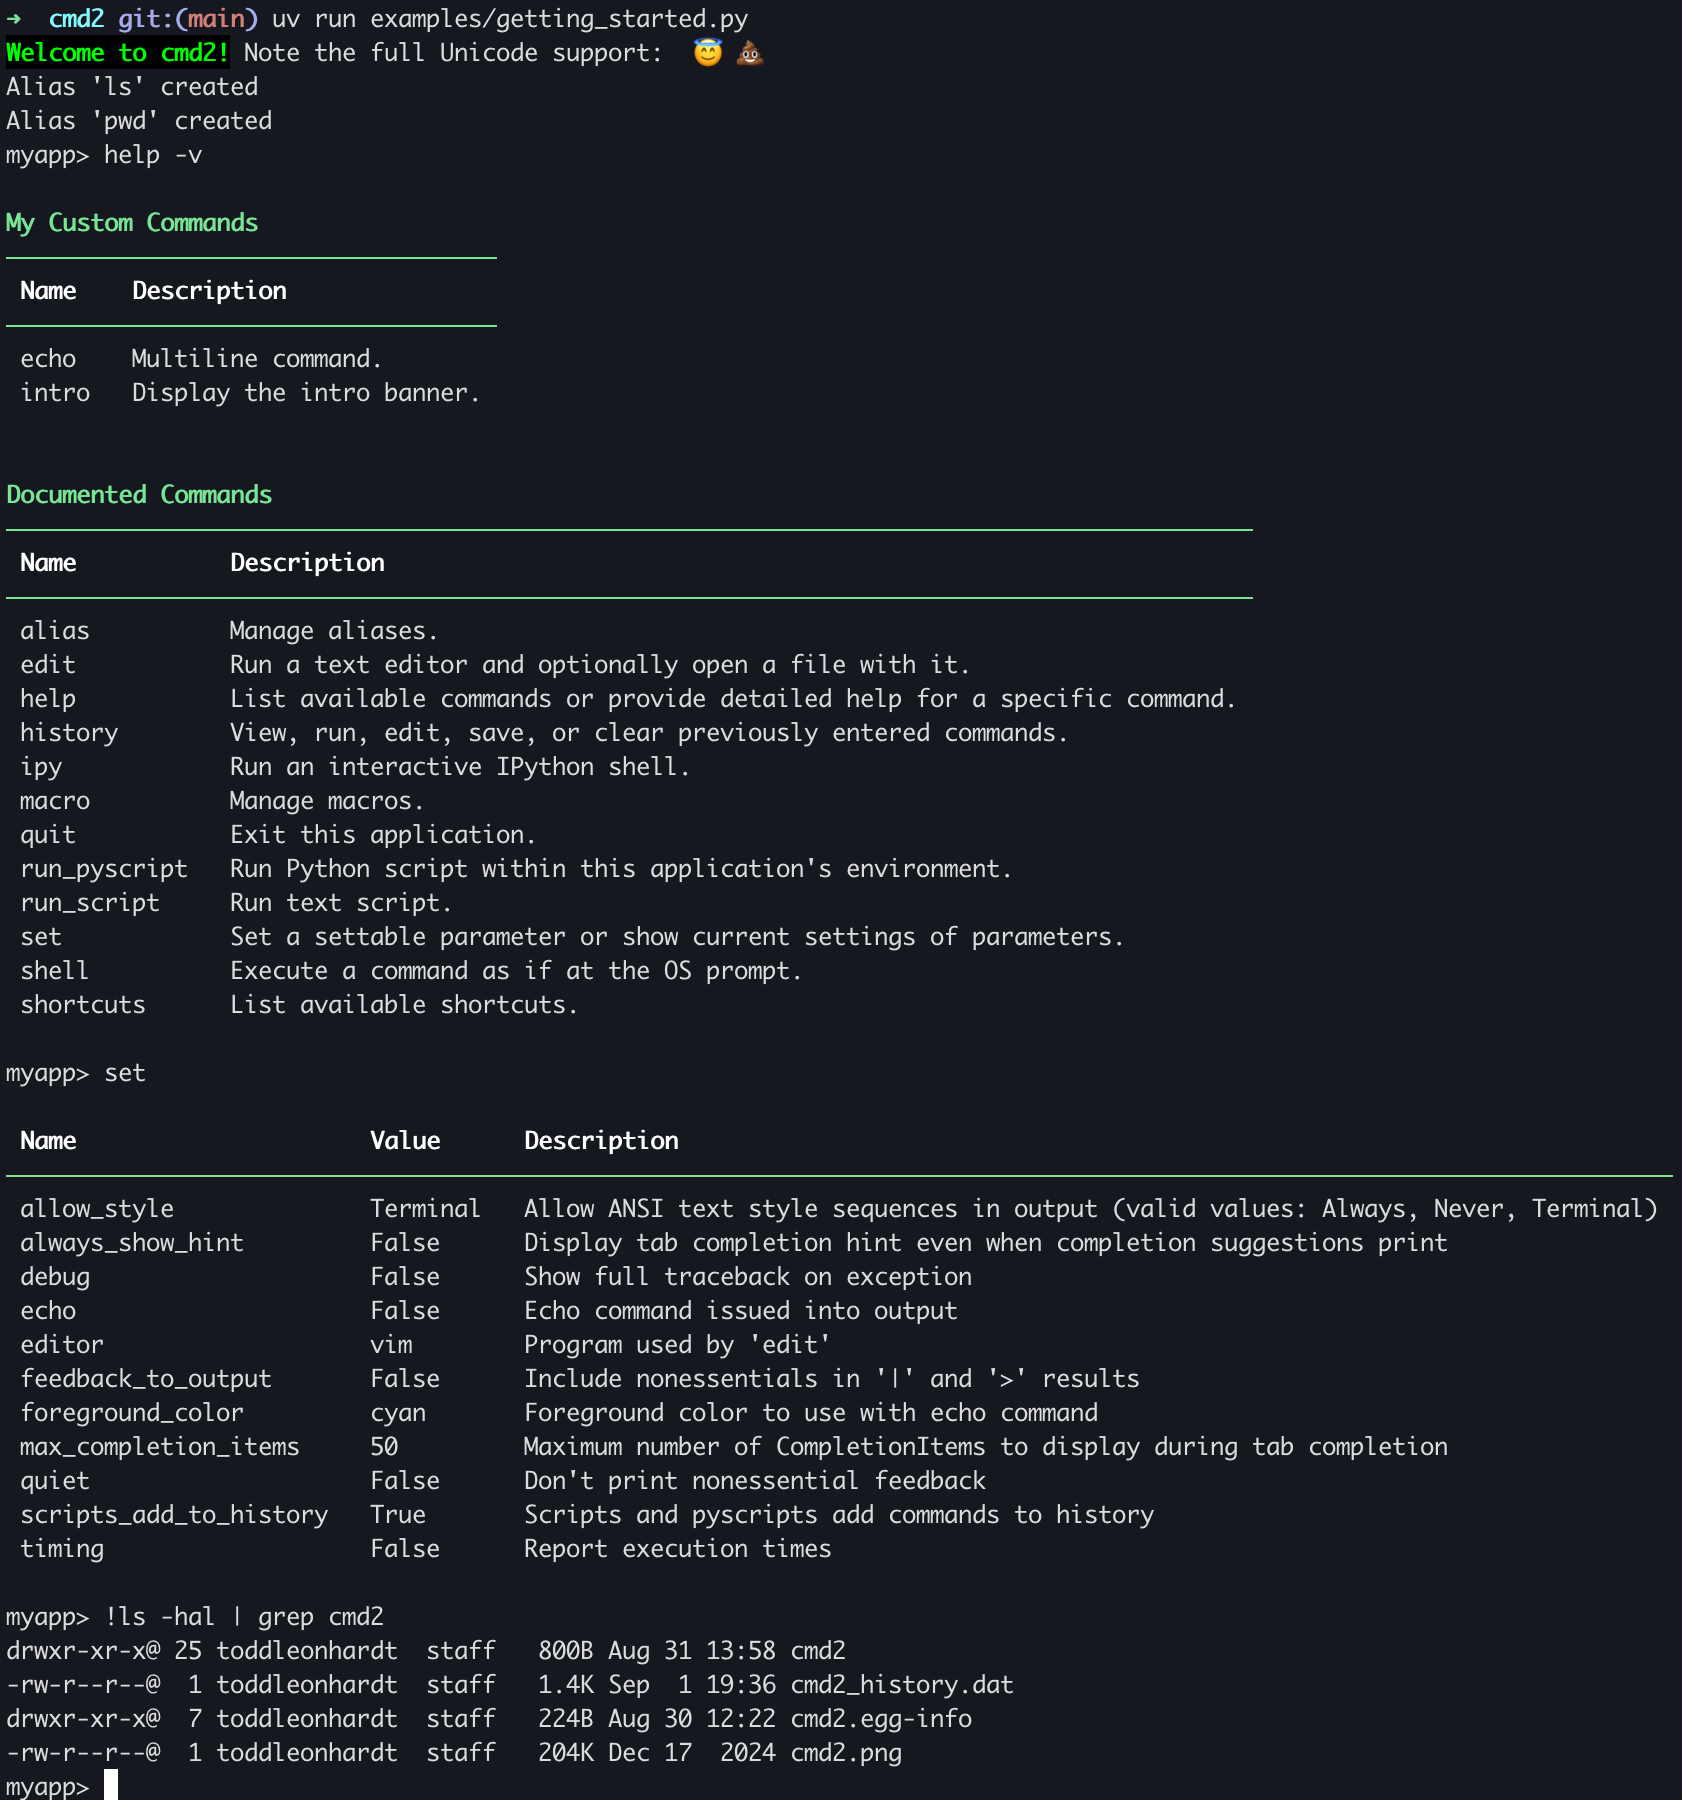 ➜  cmd2 git:(main) uv run examples/getting_started.py
Welcome to cmd2! Note the full Unicode support:  😇 💩
Alias 'ls' created
Alias 'pwd' created
myapp> help -v
My Custom Commands
Name    Description
echo    Multiline command.
intro   Display the intro banner.
Documented Commands
Name           Description
alias          Manage aliases.
edit           Run a text editor and optionally open a file with it.
help           List available commands or provide detailed help for a specific command.
history        View, run, edit, save, or clear previously entered commands.
ipy            Run an interactive IPython shell.
macro          Manage macros.
quit           Exit this application.
run_pyscript   Run Python script within this application's environment.
run_script     Run text script.
set            Set a settable parameter or show current settings of parameters.
shell          Execute a command as if at the OS prompt.
shortcuts      List available shortcuts.
myapp> set
Name                     Value      Description
allow_style              Terminal   Allow ANSI text style sequences in output (valid values: Always, Never, Terminal)
always_show_hint         False      Display tab completion hint even when completion suggestions print
debug                    False      Show full traceback on exception
echo                     False      Echo command issued into output
editor                   vim        Program used by 'edit'
feedback_to_output       False      Include nonessentials in '|' and '>' results
foreground_color         cyan       Foreground color to use with echo command
max_completion_items     50         Maximum number of CompletionItems to display during tab completion
quiet                    False      Don't print nonessential feedback
scripts_add_to_history   True       Scripts and pyscripts add commands to history
timing                   False      Report execution times
myapp> !ls -hal | grep cmd2
drwxr-xr-x@ 25 toddleonhardt  staff   800B Aug 31 13:58 cmd2
-rw-r--r--@  1 toddleonhardt  staff   1.4K Sep  1 19:36 cmd2_history.dat
drwxr-xr-x@  7 toddleonhardt  staff   224B Aug 30 12:22 cmd2.egg-info
-rw-r--r--@  1 toddleonhardt  staff   204K Dec 17  2024 cmd2.png
myapp>